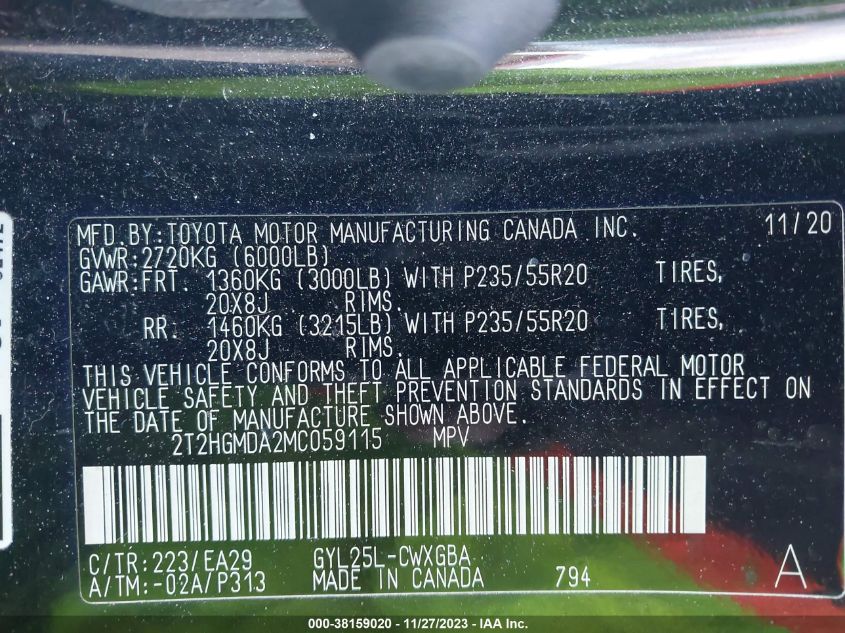 MFD.BY:TOYOTA MOTOR MANUFACTURING CANADA INC. 11/20
GVWR:2720KG (6000LB)
GAWR:FRT. 1360KG (3000LB) WITH P235/55R20 TIRES,
20X8J RIMS.
RR. 1460KG (3215LB) WITH P235/55R20 TIRES,
20X8J RIMS.
THIS VEHICLE CONFORMS TO ALL APPLICABLE FEDERAL MOTOR
VEHICLE SAFETY AND THEFT PREVENTION STANDARDS IN EFFECT ON
THE DATE OF MANUFACTURE SHOWN ABOVE.
2T2HGMDA2MC059115 MPV
C/TR:223/EA29 GYL25L-CWXGBA
A/TM:-02A/P313 MADE IN CANADA 794 A
000-38159020 - 11/27/2023 - IAA Inc.